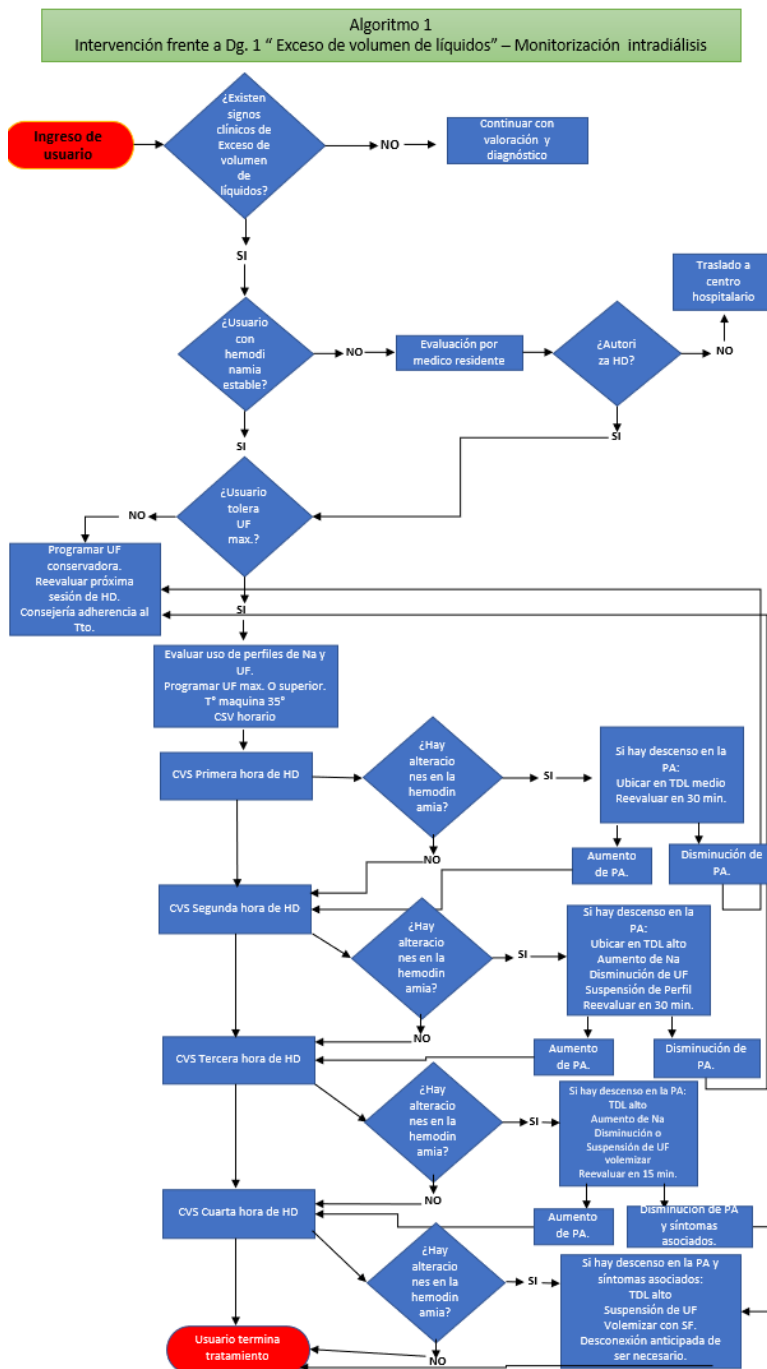 Algoritmo 1
Intervención frente a Dg. 1 “ Exceso de volumen de líquidos” – Monitorización intradiálisis
Ingreso de
usuario
¿Existen
signos
clínicos de
Exceso de
volumen
de
líquidos?
NO
Continuar con
valoración y
diagnóstico
SI
¿Usuario
con
hemodi
namia
estable?
NO
Evaluación por
medico residente
¿Autori
za HD?
NO
Traslado a
centro
hospitalario
SI
SI
¿Usuario
tolera
UF
max.?
NO
Programar UF
conservadora.
Reevaluar próxima
sesión de HD.
Consejería adherencia al
Tto.
SI
Evaluar uso de perfiles de Na y
UF.
Programar UF max. O superior.
T° maquina 35°
CSV horario
CVS Primera hora de HD
¿Hay
alteracio
nes en la
hemodin
amia?
SI
Si hay descenso en la
PA:
Ubicar en TDL medio
Reevaluar en 30 min.
NO
Aumento
de PA.
Disminución de
PA.
CVS Segunda hora de HD
¿Hay
alteracio
nes en la
hemodin
amia?
SI
Si hay descenso en la
PA:
Ubicar en TDL alto
Aumento de Na
Disminución de UF
Suspensión de Perfil
Reevaluar en 30 min.
NO
Aumento
de PA.
Disminución de
PA.
CVS Tercera hora de HD
¿Hay
alteracio
nes en la
hemodin
amia?
SI
Si hay descenso en la PA:
TDL alto
Aumento de Na
Disminución o
Suspensión de UF
volemizar
Reevaluar en 15 min.
NO
Aumento
de PA.
Disminución de PA
y síntomas
asociados.
CVS Cuarta hora de HD
¿Hay
alteracio
nes en la
hemodin
amia?
SI
Si hay descenso en la PA y
síntomas asociados:
TDL alto
Suspensión de UF
Volemizar con SF.
Desconexión anticipada de
ser necesario.
NO
Usuario termina
tratamiento